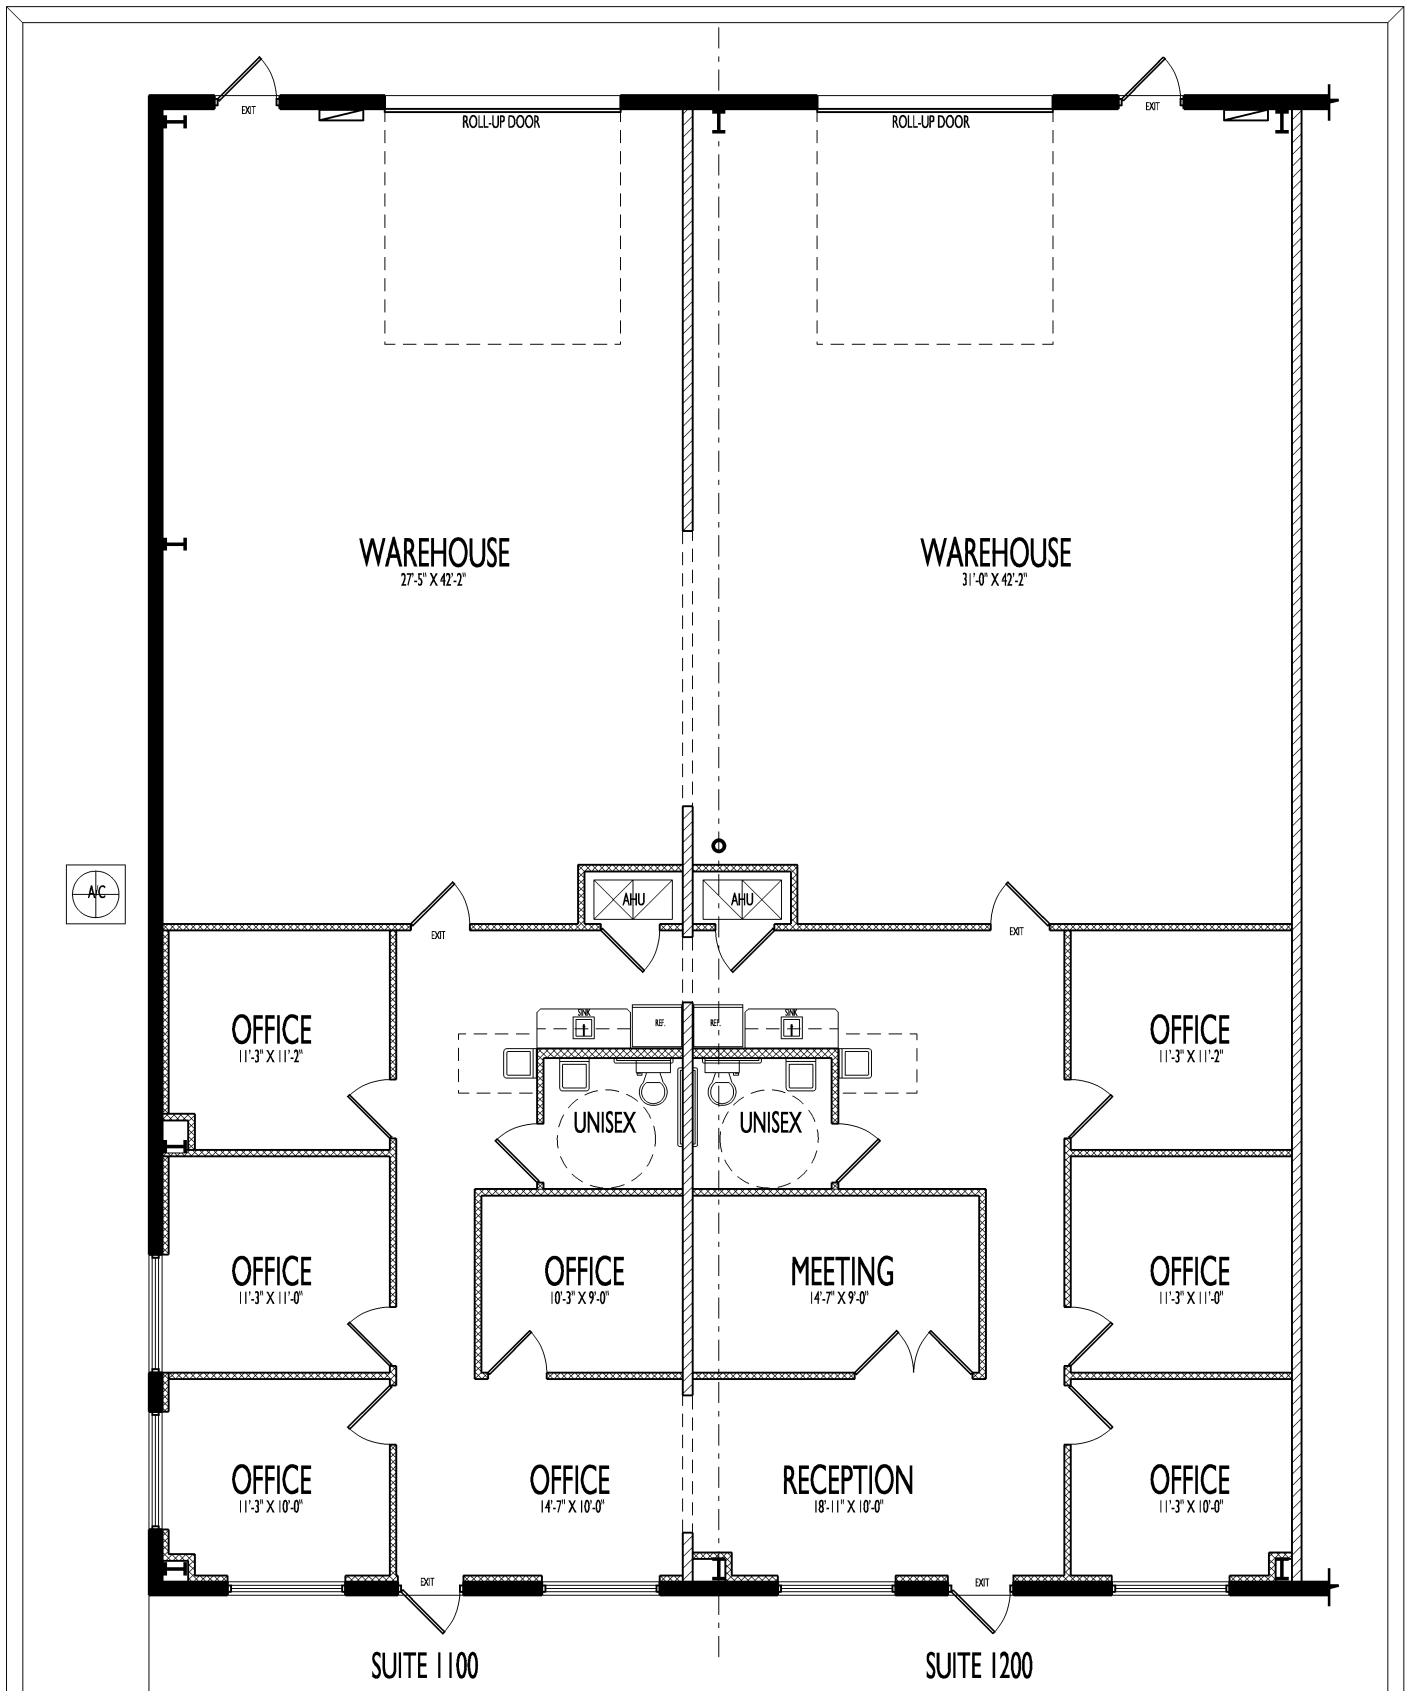 EXIT
EXIT
ROLL-UP DOOR
ROLL-UP DOOR
WAREHOUSE
27'-5" X 42'-2"
WAREHOUSE
31'-0" X 42'-2"
A/C
AHU
AHU
EXIT
EXIT
OFFICE
11'-3" X 11'-2"
SINK
REF.
REF.
SINK
OFFICE
11'-3" X 11'-2"
UNISEX
UNISEX
OFFICE
11'-3" X 11'-0"
OFFICE
10'-3" X 9'-0"
MEETING
14'-7" X 9'-0"
OFFICE
11'-3" X 11'-0"
OFFICE
11'-3" X 10'-0"
OFFICE
14'-7" X 10'-0"
RECEPTION
18'-11" X 10'-0"
OFFICE
11'-3" X 10'-0"
EXIT
EXIT
SUITE 1100
SUITE 1200